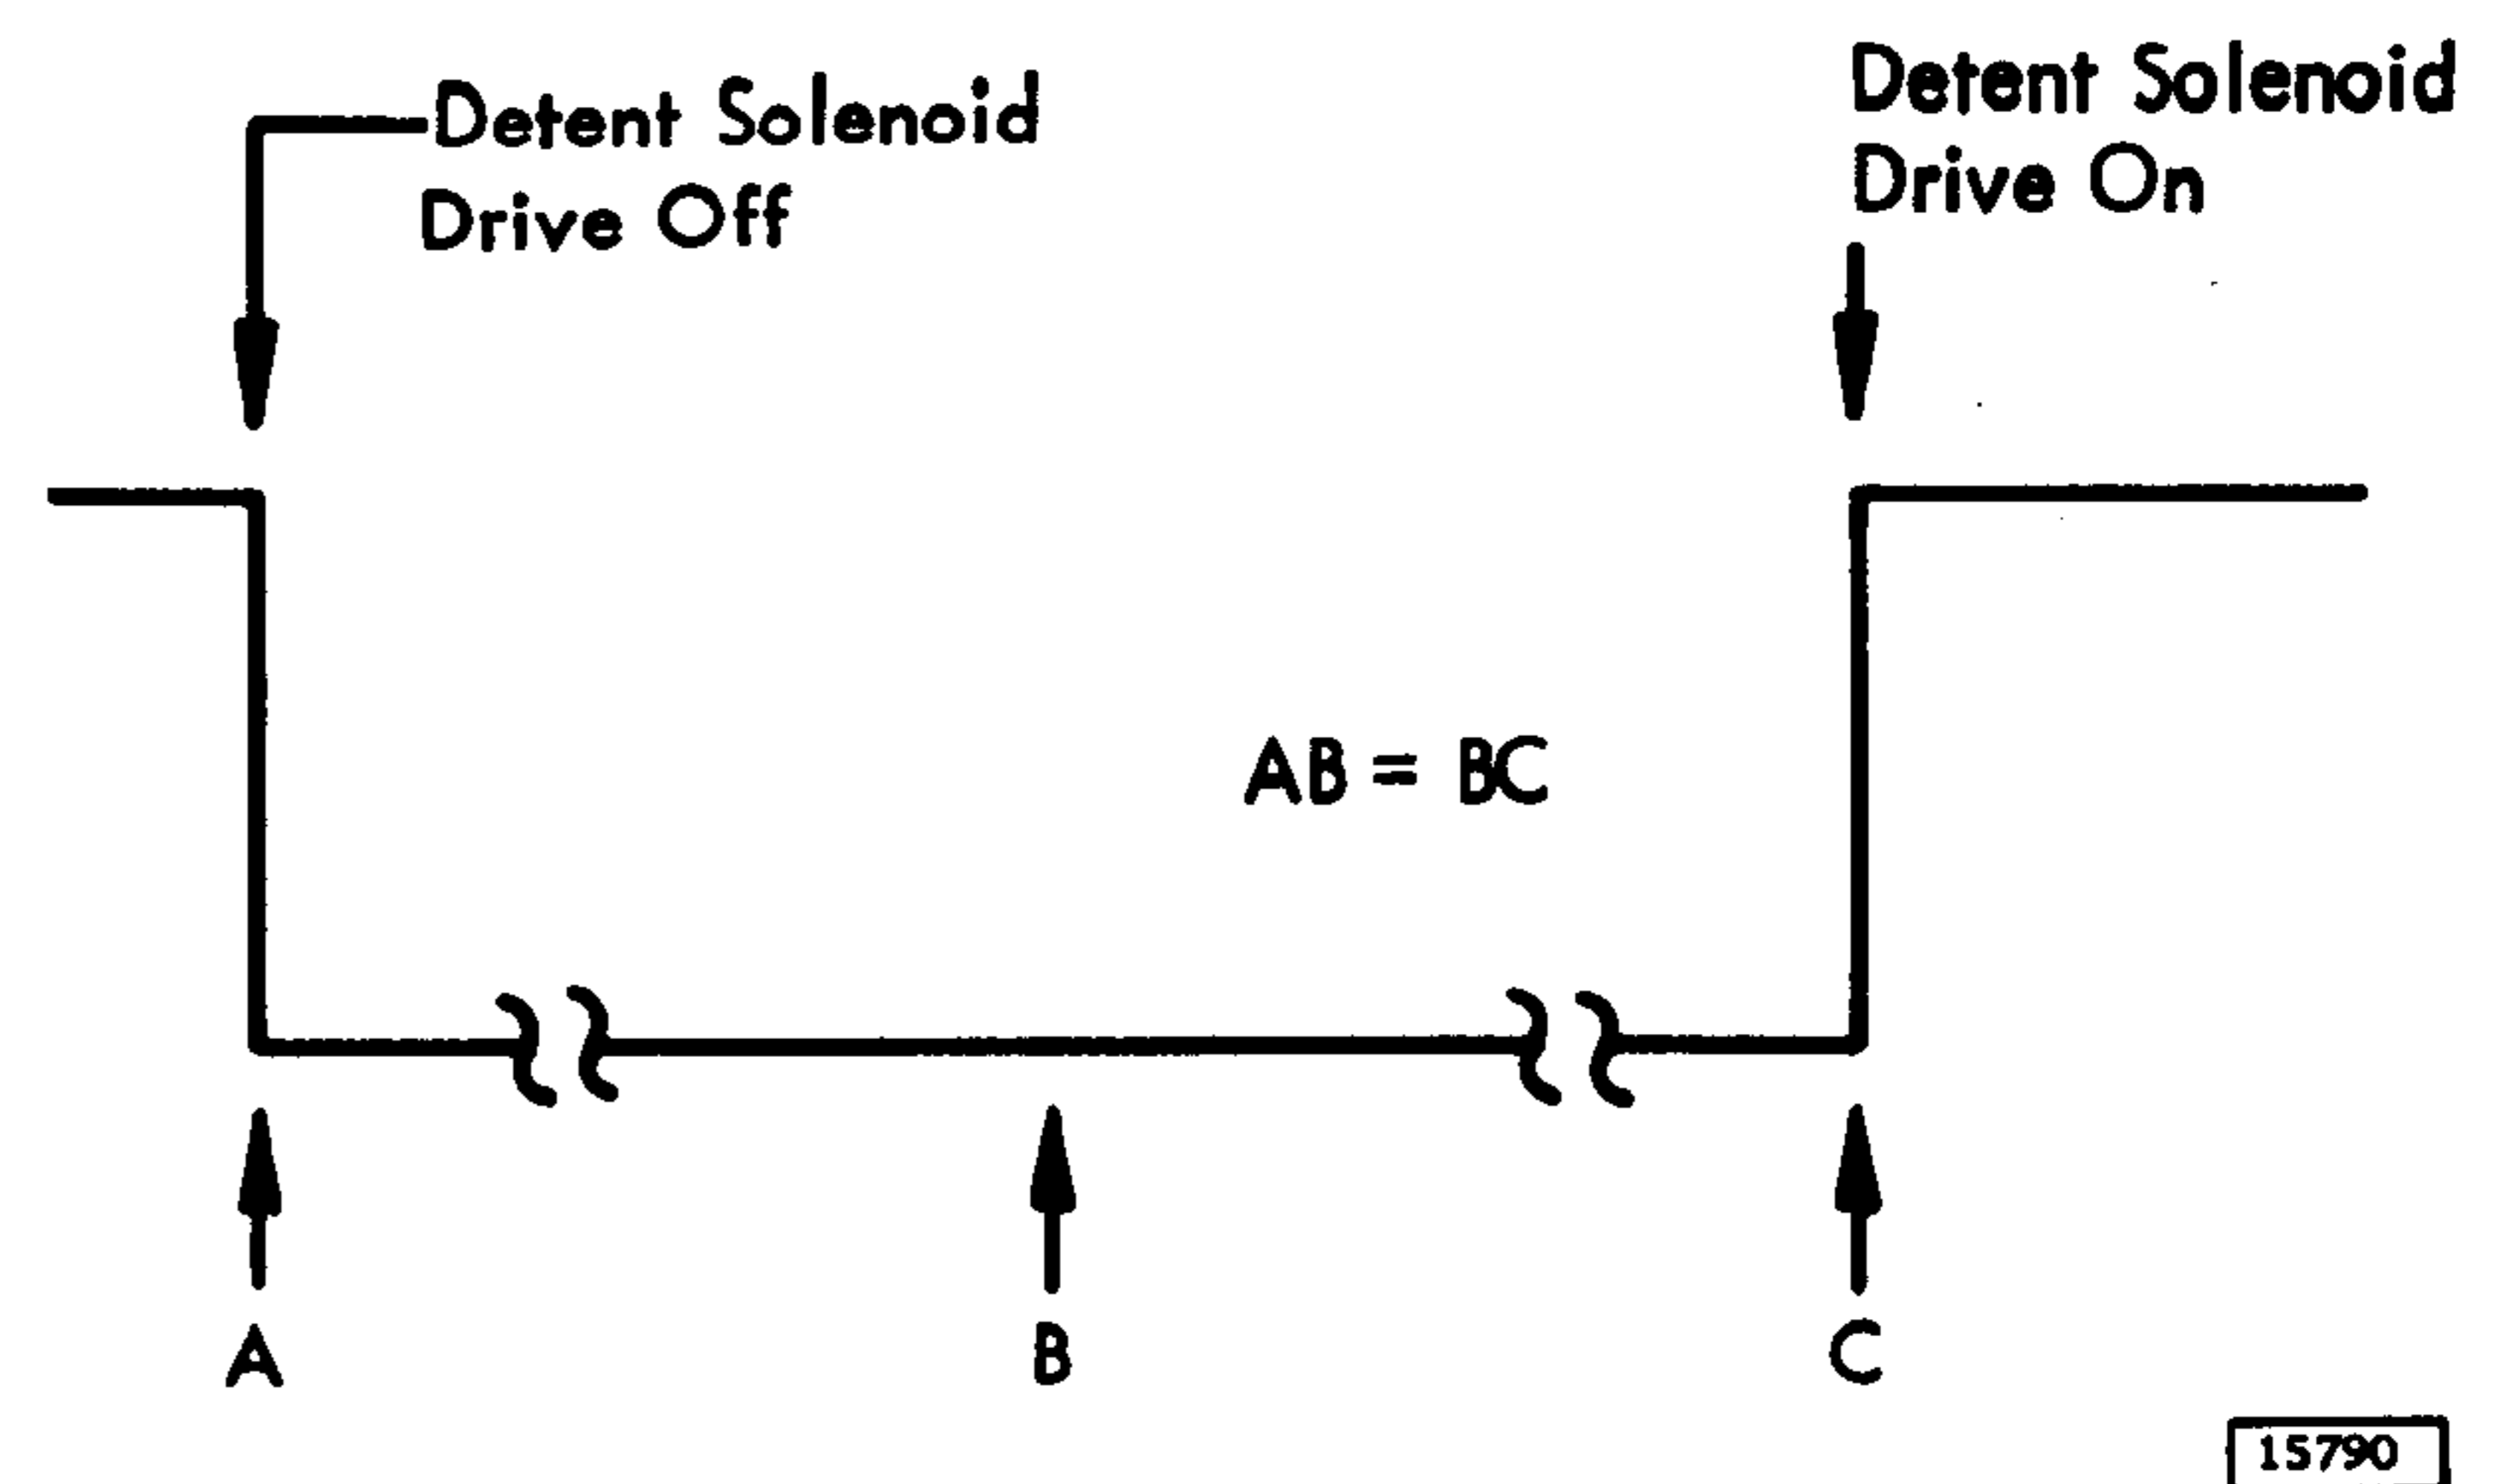 Detent Solenoid
Drive Off
Detent Solenoid
Drive On
AB = BC
A
B
C
15790